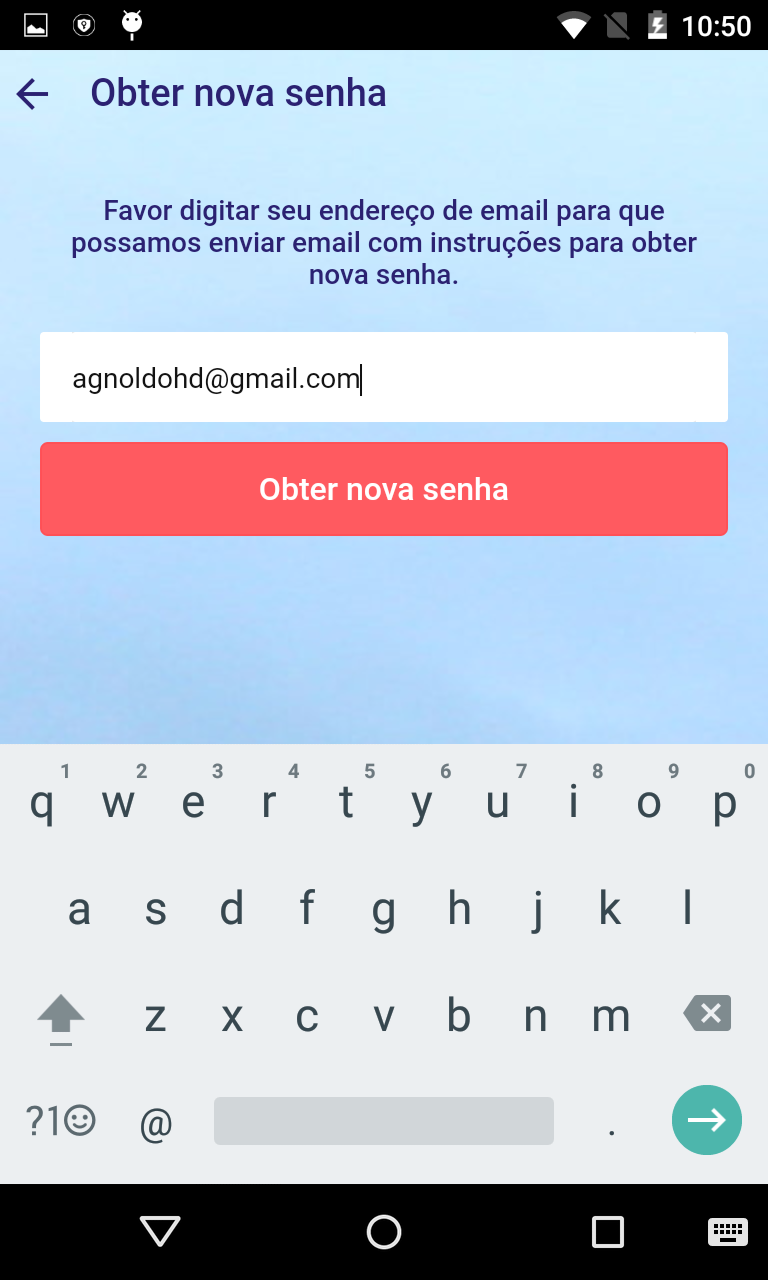 10:50
Obter nova senha
Favor digitar seu endereço de email para que
possamos enviar email com instruções para obter
nova senha.
agnoldohd@gmail.com
Obter nova senha
1 2 3 4 5 6 7 8 9 0
q w e r t y u i o p
a s d f g h j k l
z x c v b n m
?1☺ @ .